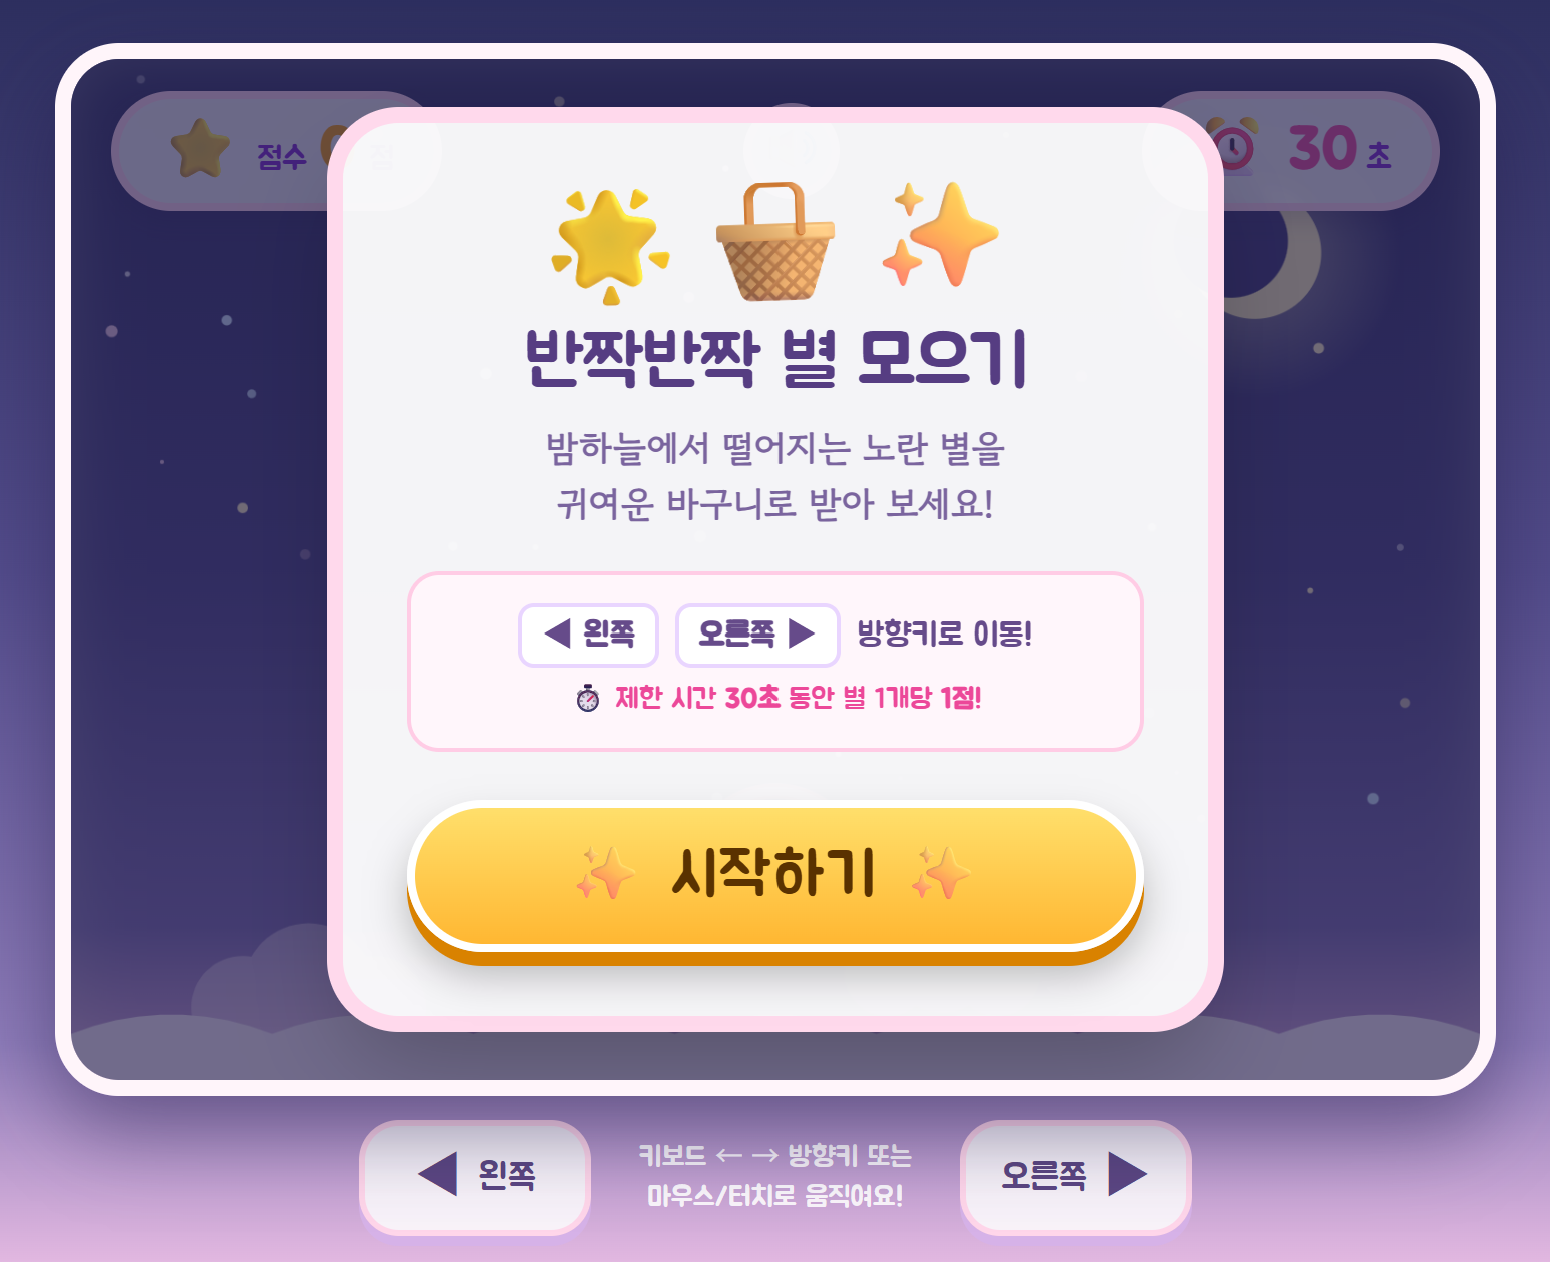 점수
30 초
반짝반짝 별 모으기
밤하늘에서 떨어지는 노란 별을
귀여운 바구니로 받아 보세요!
◀ 왼쪽 오른쪽 ▶ 방향키로 이동!
제한 시간 30초 동안 별 1개당 1점!
시작하기
◀ 왼쪽
키보드 ← → 방향키 또는
마우스/터치로 움직여요!
오른쪽 ▶